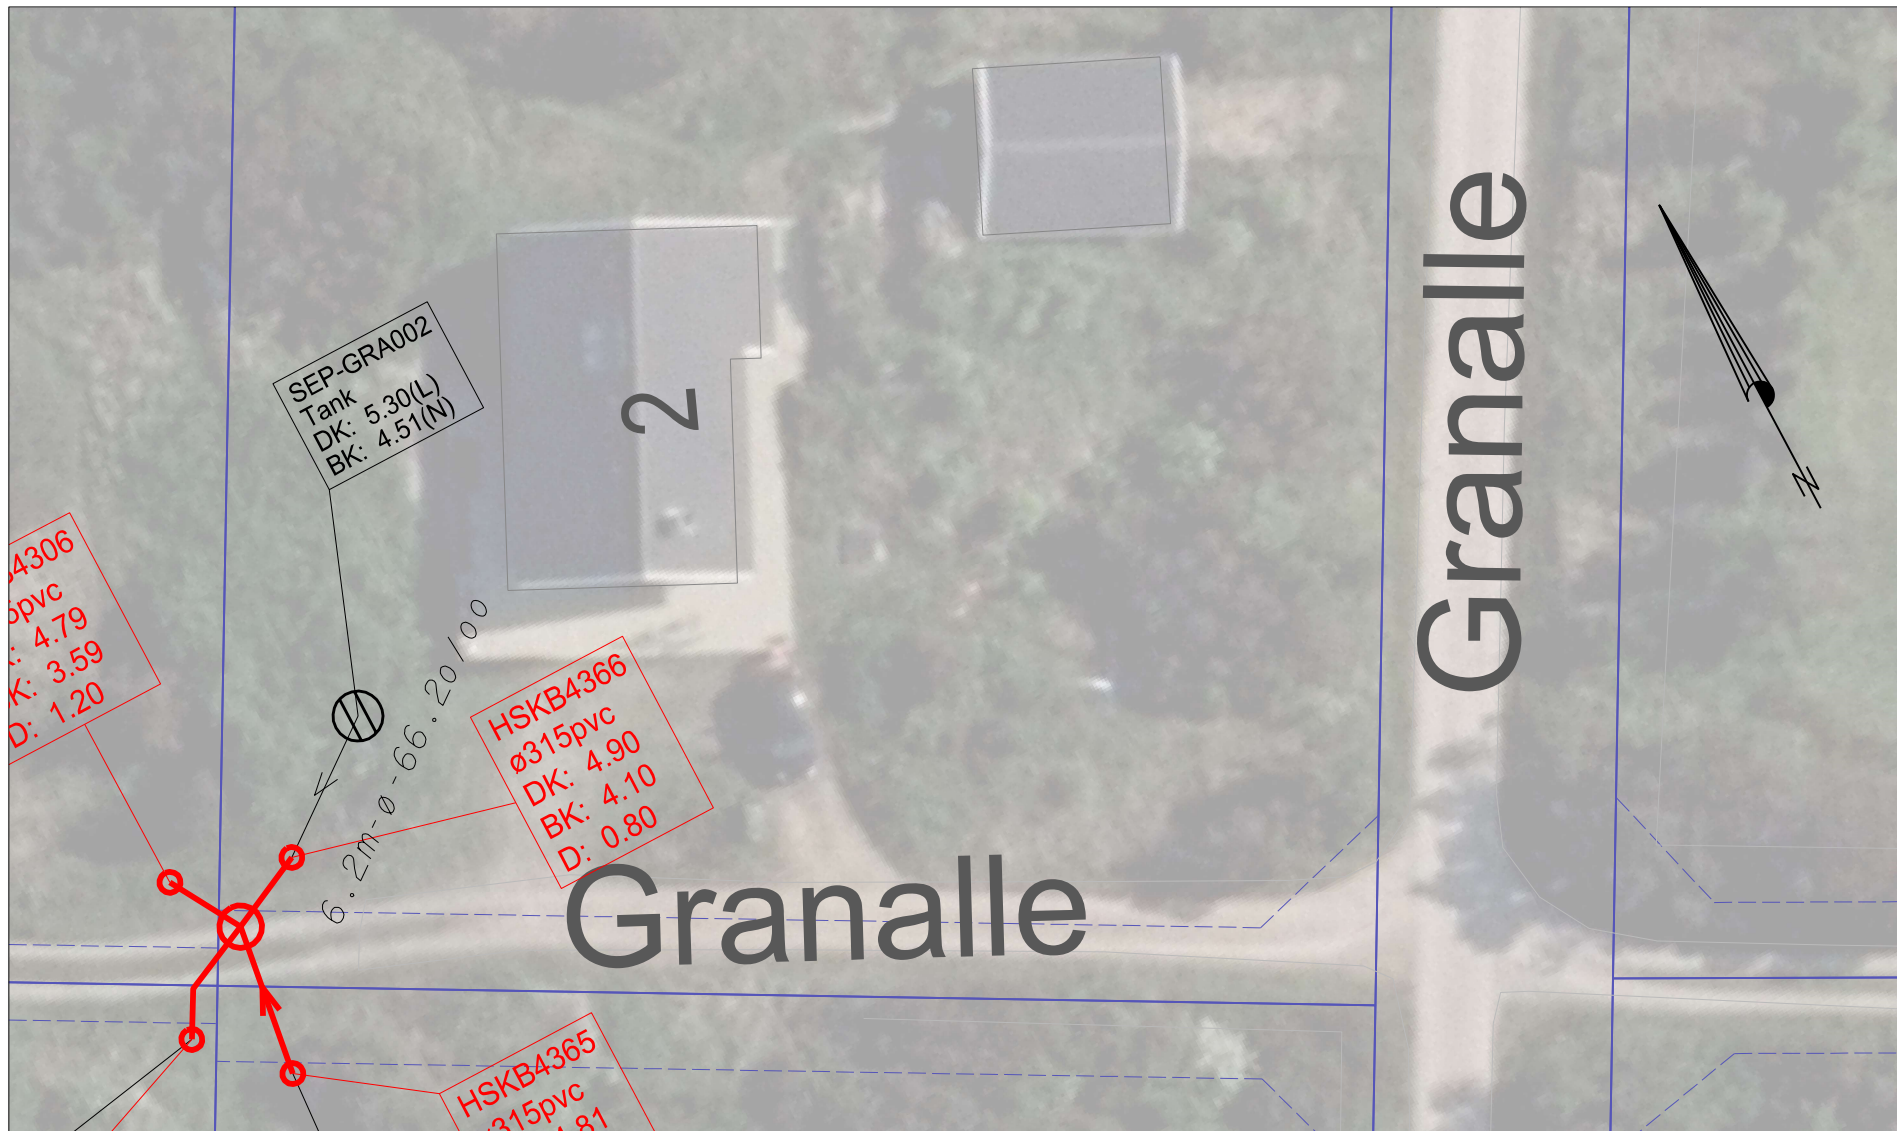 SEP-GRA002
Tank
DK: 5.30(L)
BK: 4.51(N)
2
Granalle
N
4306
pvc
: 4.79
K: 3.59
D: 1.20
6.2m-ø-66.20/00
HSKB4366
ø315pvc
DK: 4.90
BK: 4.10
D: 0.80
Granalle
HSKB4365
315pvc
.81